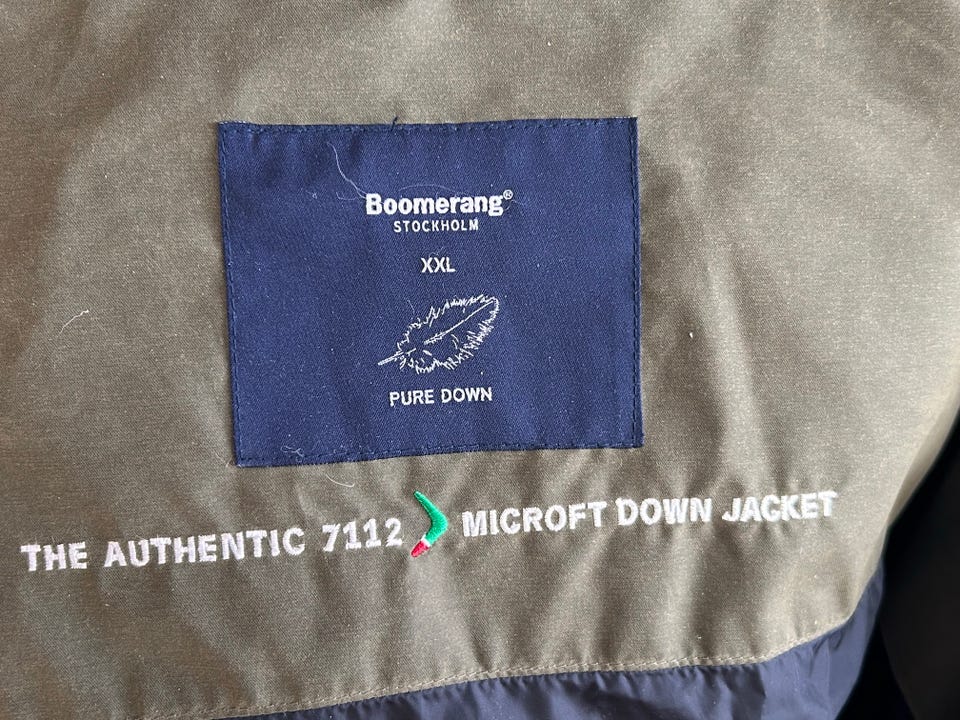 Boomerang®
STOCKHOLM
XXL
PURE DOWN
THE AUTHENTIC 7112 MICROFT DOWN JACKET